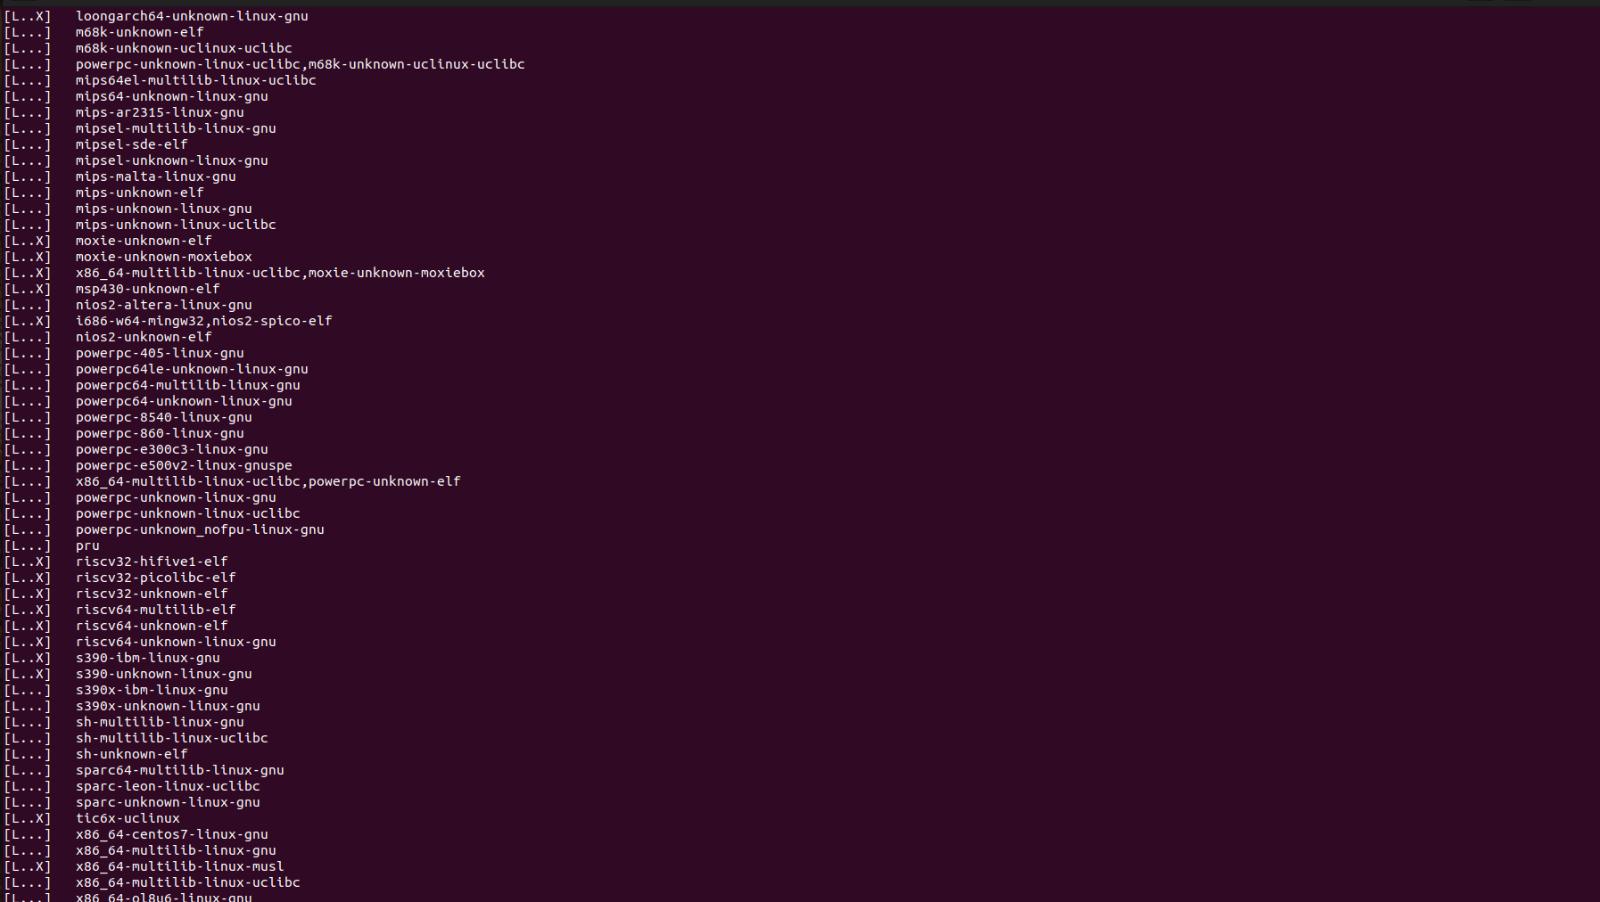 [L..X]   loongarch64-unknown-linux-gnu
[L...]   m68k-unknown-elf
[L...]   m68k-unknown-uclinux-uclibc
[L...]   powerpc-unknown-linux-uclibc,m68k-unknown-uclinux-uclibc
[L...]   mips64el-multilib-linux-uclibc
[L...]   mips64-unknown-linux-gnu
[L...]   mips-ar2315-linux-gnu
[L...]   mipsel-multilib-linux-gnu
[L...]   mipsel-sde-elf
[L...]   mipsel-unknown-linux-gnu
[L...]   mips-malta-linux-gnu
[L...]   mips-unknown-elf
[L...]   mips-unknown-linux-gnu
[L...]   mips-unknown-linux-uclibc
[L..X]   moxie-unknown-elf
[L..X]   moxie-unknown-moxiebox
[L..X]   x86_64-multilib-linux-uclibc,moxie-unknown-moxiebox
[L..X]   msp430-unknown-elf
[L...]   nios2-altera-linux-gnu
[L..X]   i686-w64-mingw32,nios2-spico-elf
[L...]   nios2-unknown-elf
[L...]   powerpc-405-linux-gnu
[L...]   powerpc64le-unknown-linux-gnu
[L...]   powerpc64-multilib-linux-gnu
[L...]   powerpc64-unknown-linux-gnu
[L...]   powerpc-8540-linux-gnu
[L...]   powerpc-860-linux-gnu
[L...]   powerpc-e300c3-linux-gnu
[L...]   powerpc-e500v2-linux-gnuspe
[L...]   x86_64-multilib-linux-uclibc,powerpc-unknown-elf
[L...]   powerpc-unknown-linux-gnu
[L...]   powerpc-unknown-linux-uclibc
[L...]   powerpc-unknown_nofpu-linux-gnu
[L...]   pru
[L..X]   riscv32-hifive1-elf
[L..X]   riscv32-picolibc-elf
[L..X]   riscv32-unknown-elf
[L..X]   riscv64-multilib-elf
[L..X]   riscv64-unknown-elf
[L..X]   riscv64-unknown-linux-gnu
[L..X]   s390-ibm-linux-gnu
[L..X]   s390-unknown-linux-gnu
[L...]   s390x-ibm-linux-gnu
[L...]   s390x-unknown-linux-gnu
[L...]   sh-multilib-linux-gnu
[L...]   sh-multilib-linux-uclibc
[L...]   sh-unknown-elf
[L...]   sparc64-multilib-linux-gnu
[L...]   sparc-leon-linux-uclibc
[L...]   sparc-unknown-linux-gnu
[L..X]   tic6x-uclinux
[L...]   x86_64-centos7-linux-gnu
[L...]   x86_64-multilib-linux-gnu
[L..X]   x86_64-multilib-linux-musl
[L...]   x86_64-multilib-linux-uclibc
[L...]   x86_64-ol8u6-linux-gnu